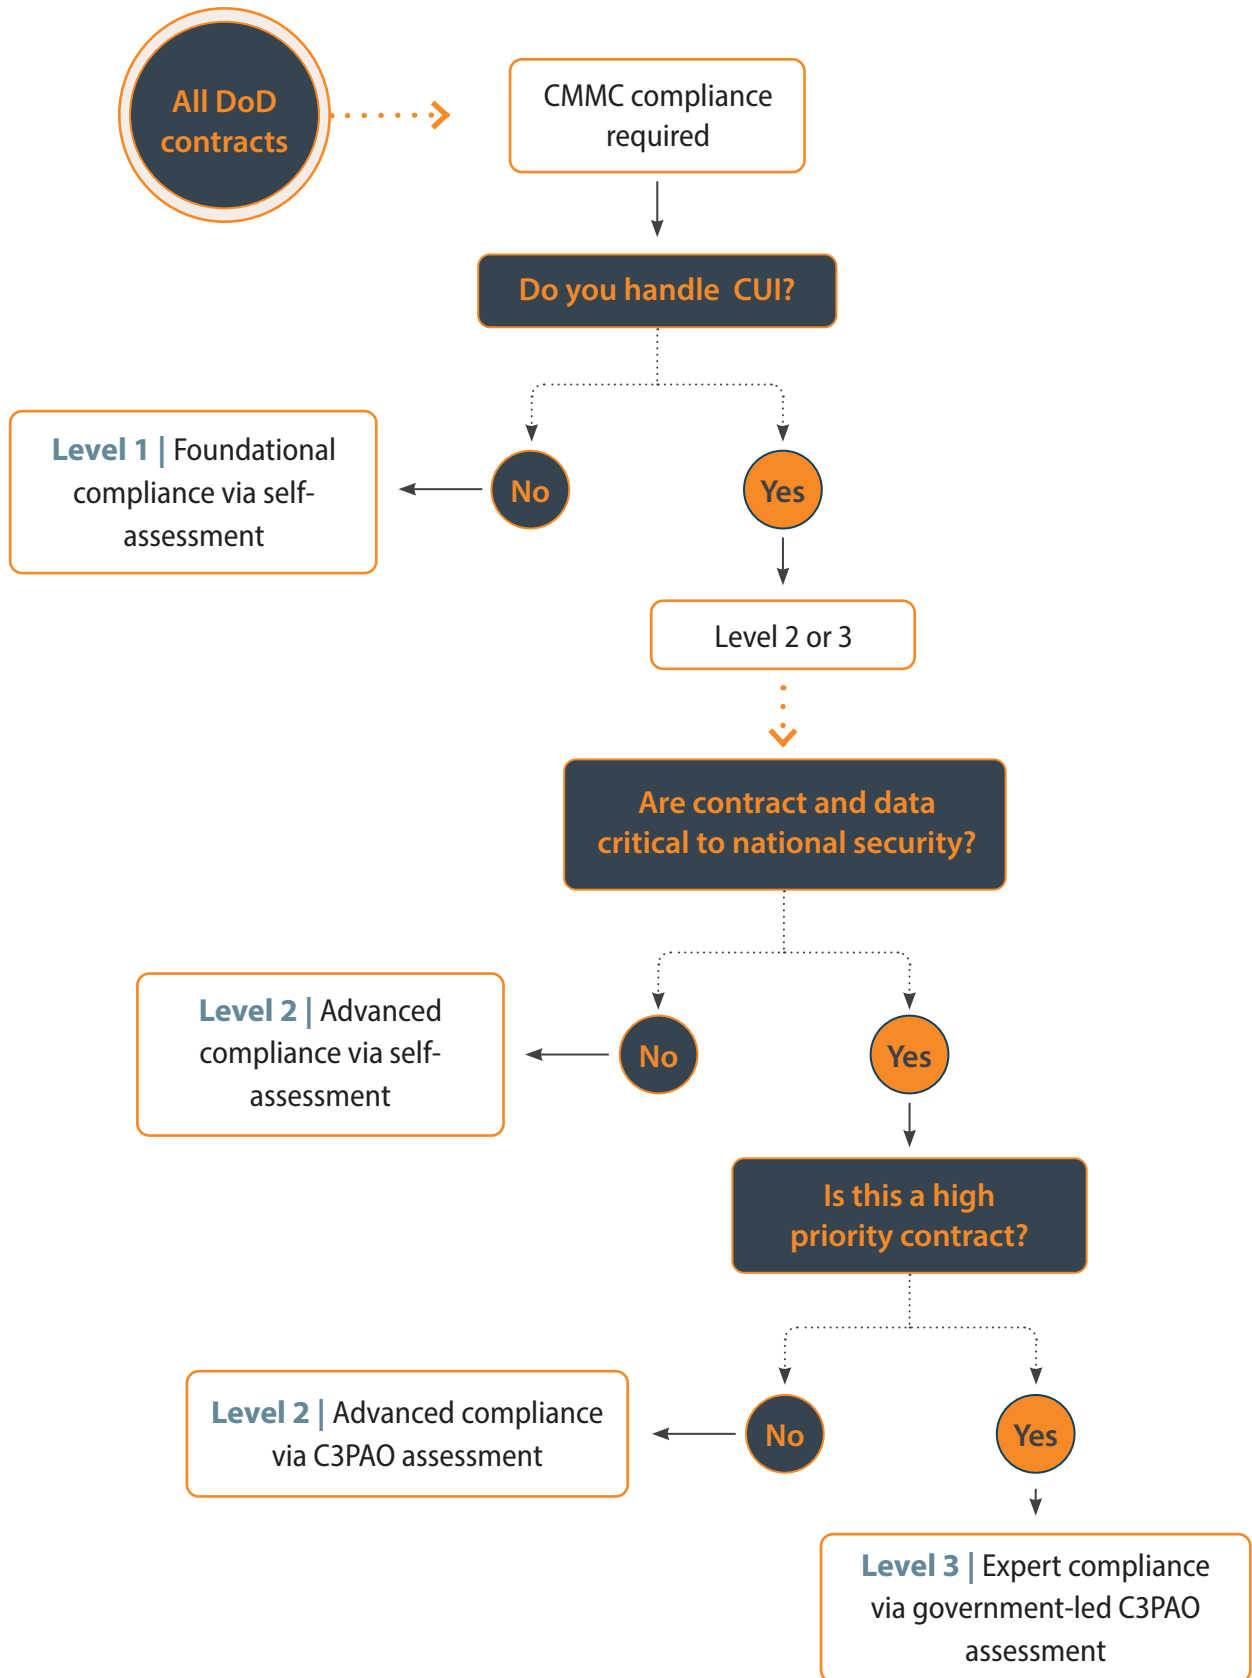 All DoD
contracts
CMMC compliance
required
Do you handle CUI?
No
Yes
Level 1 | Foundational
compliance via self-
assessment
Level 2 or 3
Are contract and data
critical to national security?
No
Yes
Level 2 | Advanced
compliance via self-
assessment
Is this a high
priority contract?
No
Yes
Level 2 | Advanced compliance
via C3PAO assessment
Level 3 | Expert compliance
via government-led C3PAO
assessment